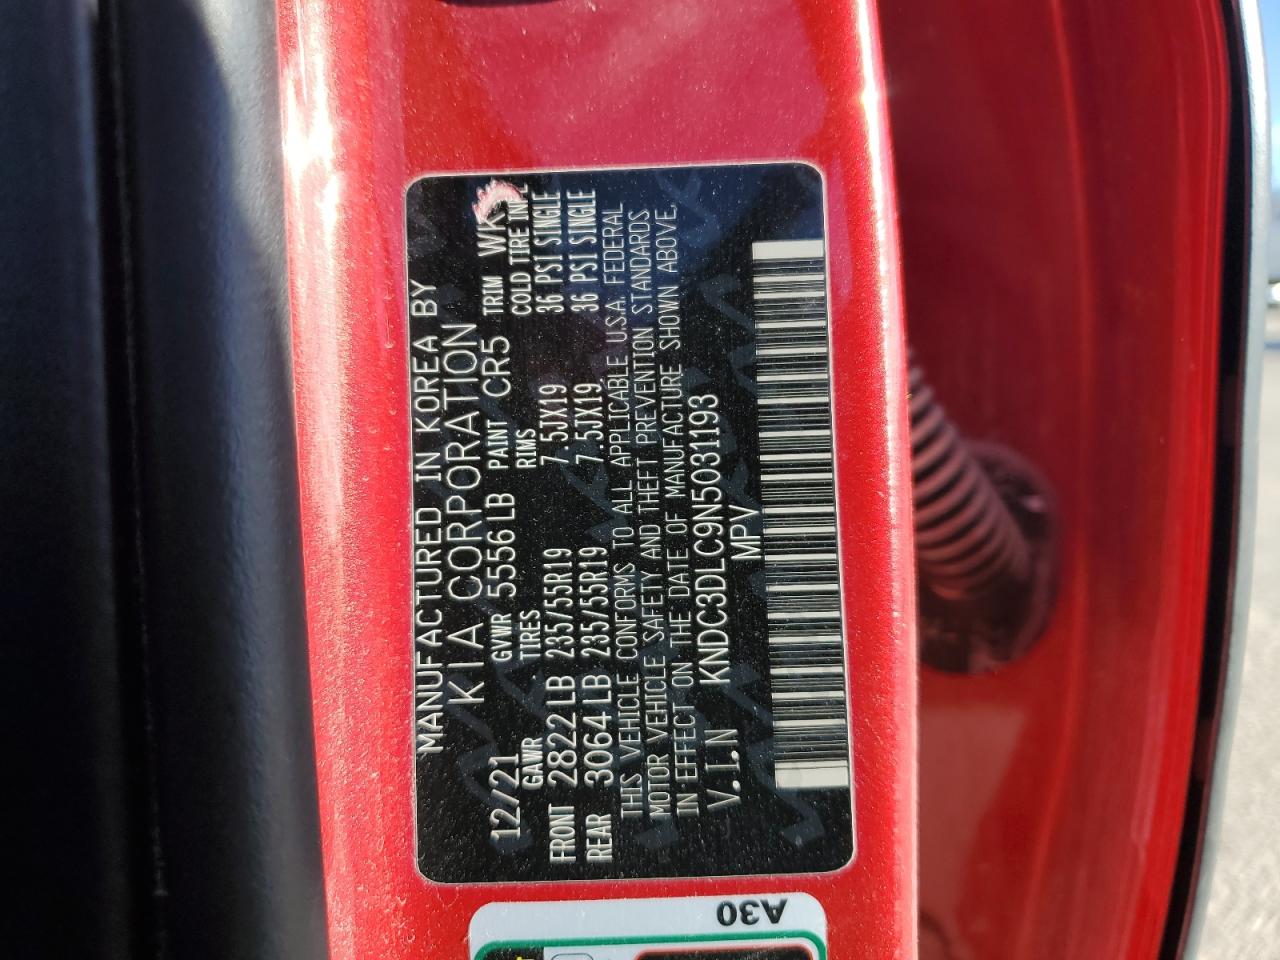 MANUFACTURED IN KOREA BY
KIA CORPORATION
12/21 GVWR 5556 LB PAINT CR5 TRIM
GAWR TIRES RIMS COLD TIRE
FRONT 2822 LB 235/55R19 7.5JX19 36 PSI SINGLE
REAR 3064 LB 235/55R19 7.5JX19 36 PSI SINGLE
THIS VEHICLE CONFORMS TO ALL APPLICABLE U.S.A. FEDERAL
MOTOR VEHICLE SAFETY AND THEFT PREVENTION STANDARDS
IN EFFECT ON THE DATE OF MANUFACTURE SHOWN ABOVE.
V.I.N KNDC3DLC9N5031193
MPV
A30